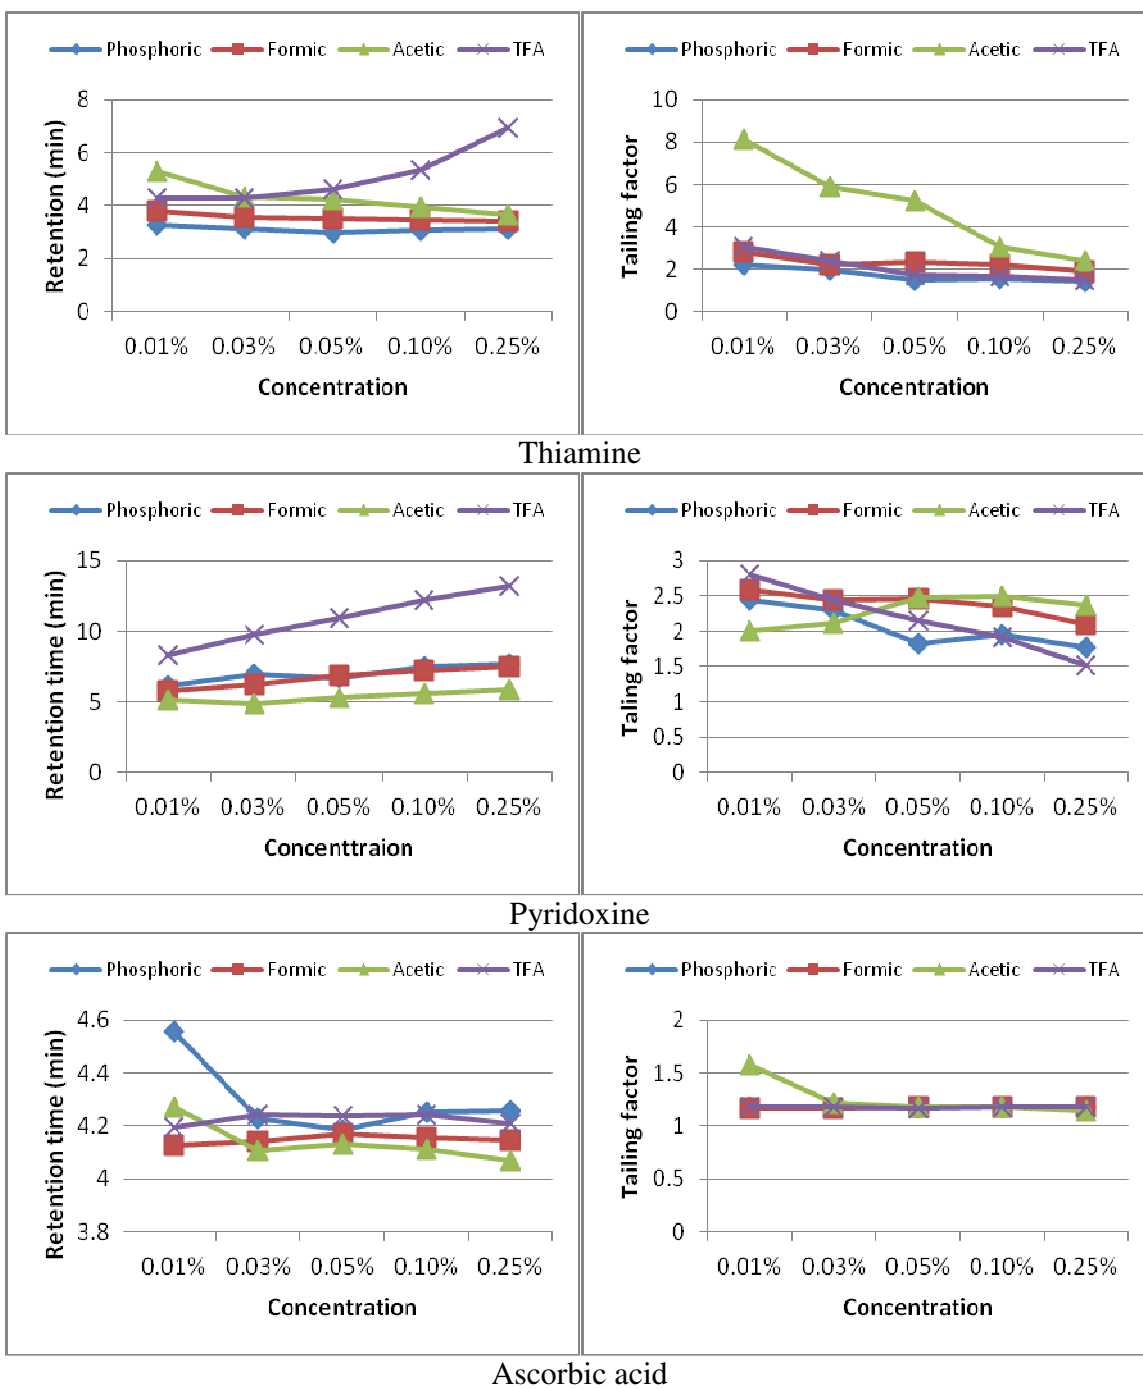 Phosphoric Formic Acetic TFA
Retention (min)
8
6
4
2
0
0.01% 0.03% 0.05% 0.10% 0.25%
Concentration
Phosphoric Formic Acetic TFA
Tailing factor
10
8
6
4
2
0
0.01% 0.03% 0.05% 0.10% 0.25%
Concentration
Thiamine
Phosphoric Formic Acetic TFA
Retention time (min)
15
10
5
0
0.01% 0.03% 0.05% 0.10% 0.25%
Concenttraion
Phosphoric Formic Acetic TFA
Taling factor
3
2.5
2
1.5
1
0.5
0
0.01% 0.03% 0.05% 0.10% 0.25%
Concentration
Pyridoxine
Phosphoric Formic Acetic TFA
Retention time (min)
4.6
4.4
4.2
4
3.8
0.01% 0.03% 0.05% 0.10% 0.25%
Concentration
Phosphoric Formic Acetic TFA
Tailing factor
2
1.5
1
0.5
0
0.01% 0.03% 0.05% 0.10% 0.25%
Concentration
Ascorbic acid